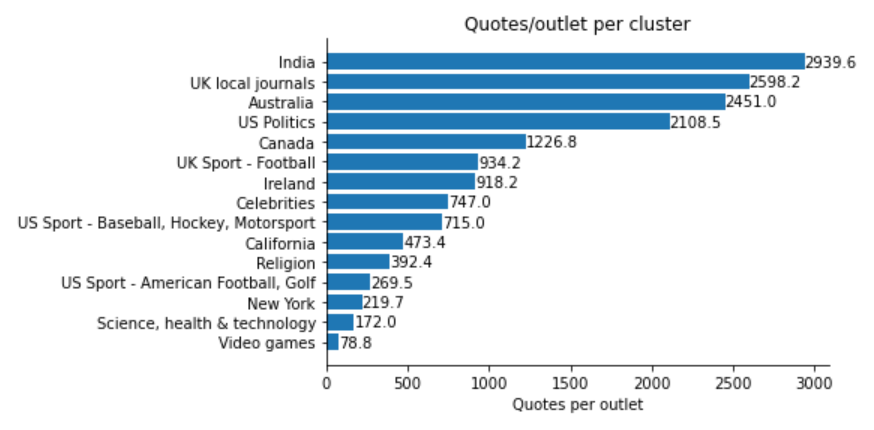 Quotes/outlet per cluster
India 2939.6
UK local journals 2598.2
Australia 2451.0
US Politics 2108.5
Canada 1226.8
UK Sport - Football 934.2
Ireland 918.2
Celebrities 747.0
US Sport - Baseball, Hockey, Motorsport 715.0
California 473.4
Religion 392.4
US Sport - American Football, Golf 269.5
New York 219.7
Science, health & technology 172.0
Video games 78.8
0 500 1000 1500 2000 2500 3000
Quotes per outlet